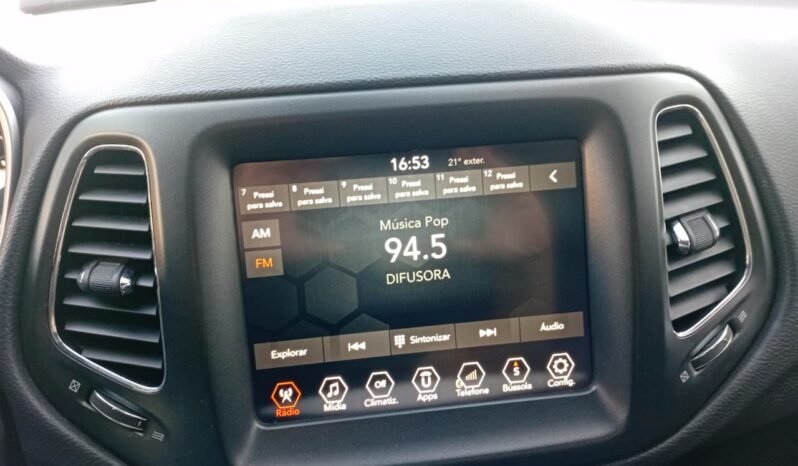 16:53 21° exter.
7 Pressi para salva
8 Pressi para salva
9 Pressi para salva
10 Pressi para salva
11 Pressi para salva
12 Pressi para salva
AM
Música Pop
94.5
FM
DIFUSORA
Explorar
Sintonizar
Áudio
Off
S
Rádio
Mídia
Climatiz.
Apps
Telefone
Bússola
Config.